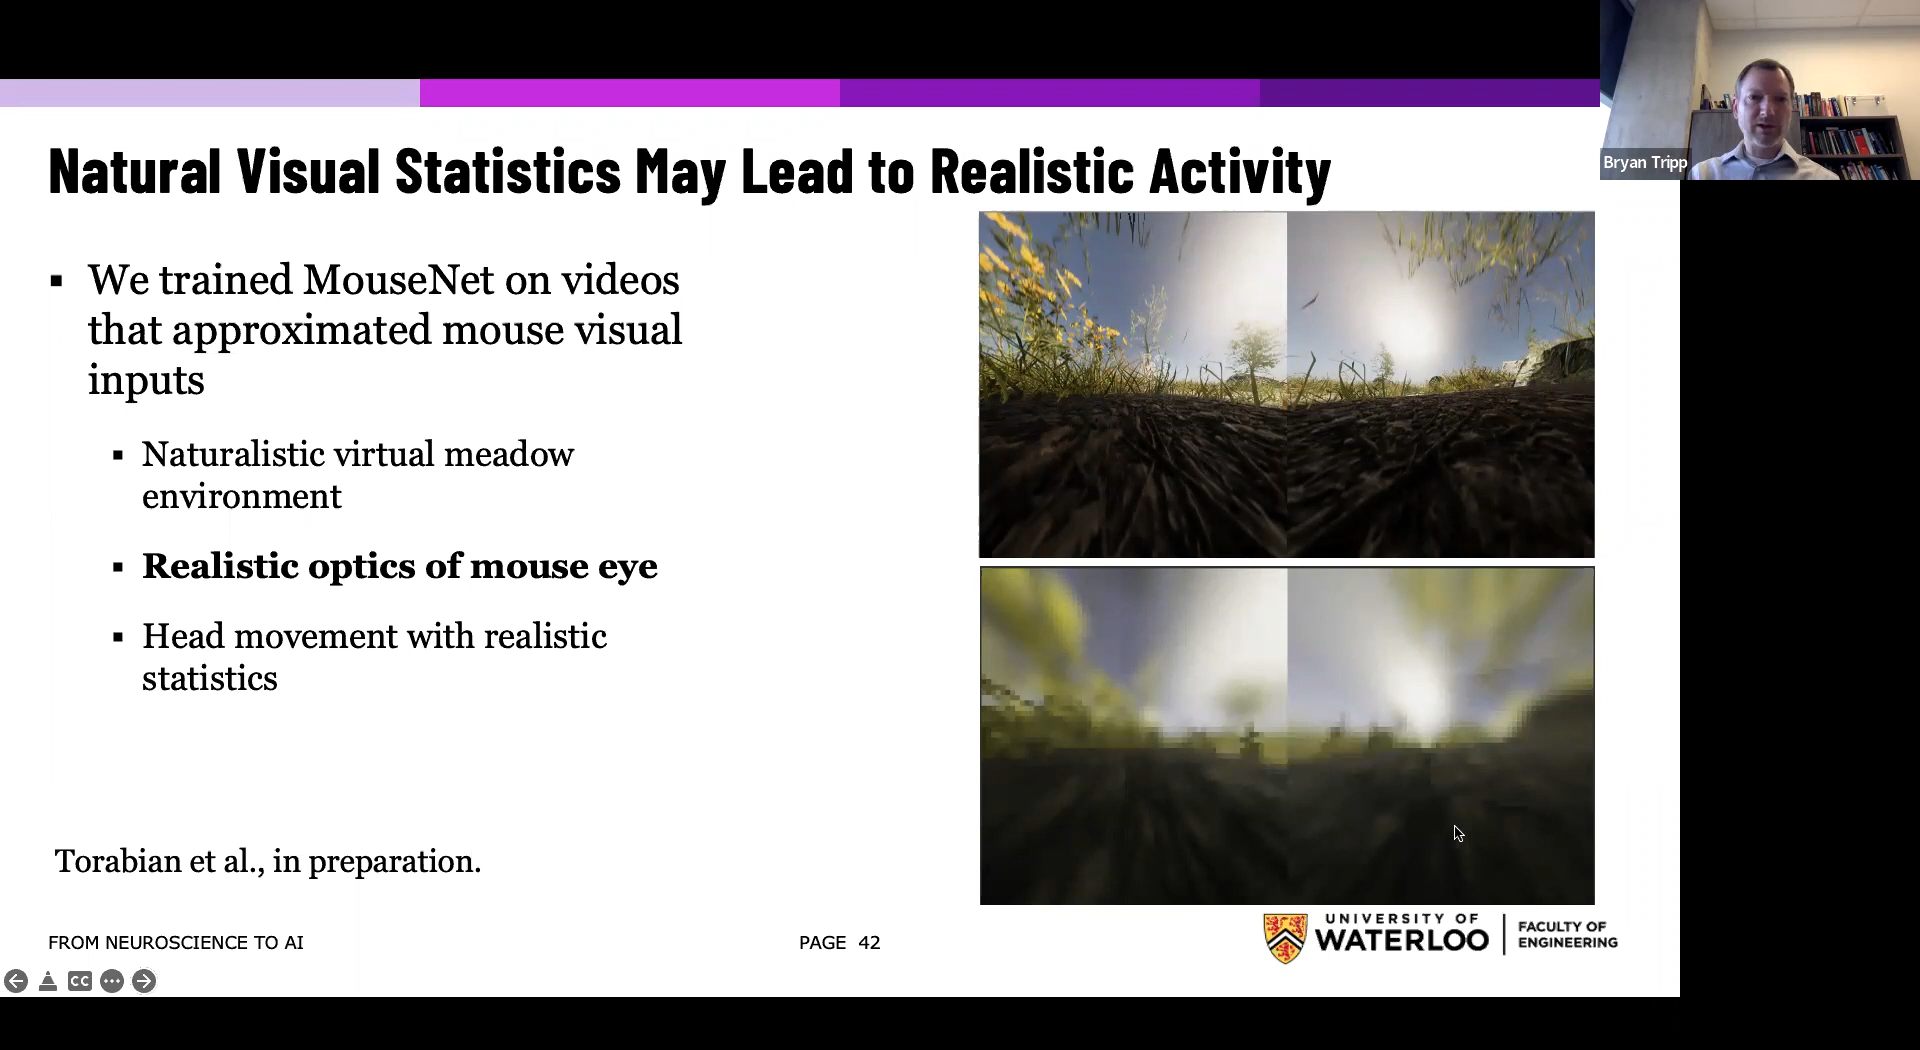 Natural Visual Statistics May Lead to Realistic Activity
Bryan Tripp
▪ We trained MouseNet on videos
that approximated mouse visual
inputs
▪ Naturalistic virtual meadow
environment
▪ Realistic optics of mouse eye
▪ Head movement with realistic
statistics
Torabian et al., in preparation.
FROM NEUROSCIENCE TO AI
PAGE 42
UNIVERSITY OF
WATERLOO
FACULTY OF
ENGINEERING
CC